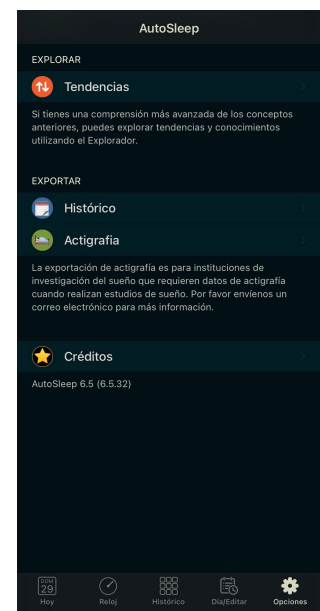 AutoSleep
EXPLORAR
Tendencias
Si tienes una comprensión más avanzada de los conceptos
anteriores, puedes explorar tendencias y conocimientos
utilizando el Explorador.
EXPORTAR
Histórico
Actigrafia
La exportación de actigrafía es para instituciones de
investigación del sueño que requieren datos de actigrafía
cuando realizan estudios de sueño. Por favor envíenos un
correo electrónico para más información.
Créditos
AutoSleep 6.5 (6.5.32)
DOM
29
Hoy
Reloj
Histórico
Día/Editar
Opciones